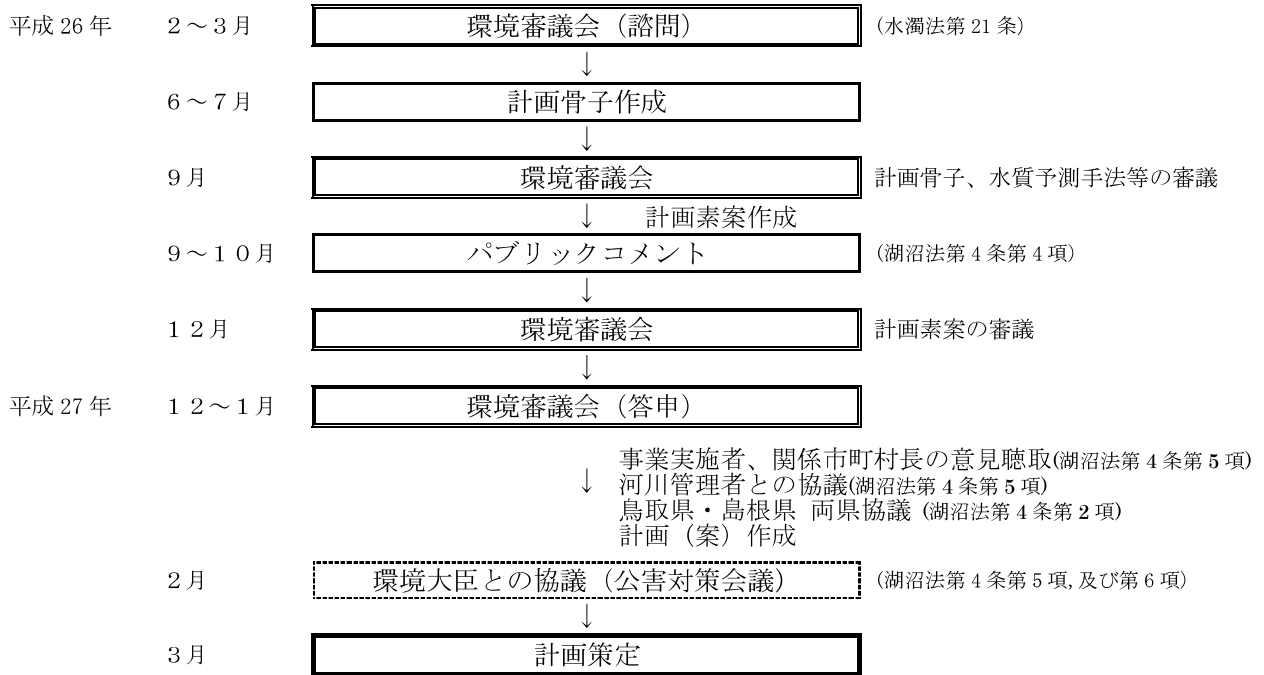 平成 26 年 ２～３月 環境審議会（諮問） (水濁法第 21 条)
↓
６～７月 計画骨子作成
↓
９月 環境審議会 計画骨子、水質予測手法等の審議
↓ 計画素案作成
９～１０月 パブリックコメント (湖沼法第 4 条第 4 項)
↓
１２月 環境審議会 計画素案の審議
↓
平成 27 年 １２～１月 環境審議会（答申）
事業実施者、関係市町村長の意見聴取(湖沼法第 4 条第 5 項)
↓ 河川管理者との協議(湖沼法第 4 条第 5 項)
鳥取県・島根県 両県協議 (湖沼法第 4 条第 2 項)
計画（案）作成
２月 環境大臣との協議（公害対策会議） (湖沼法第 4 条第 5 項,及び第 6 項)
↓
３月 計画策定